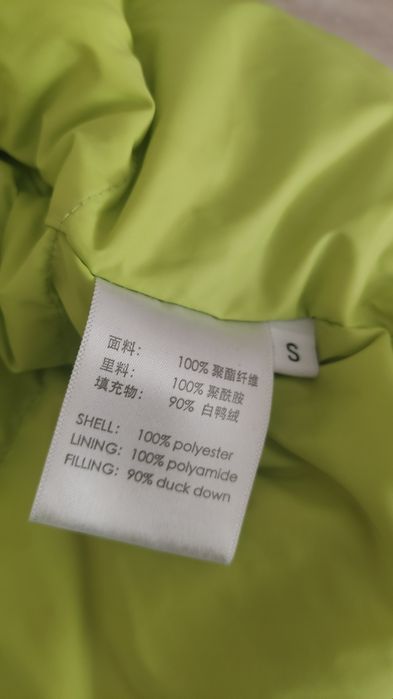 面料： 100% 聚酯纤维
里料： 100% 聚酰胺
填充物： 90% 白鸭绒
SHELL: 100% polyester
LINING: 100% polyamide
FILLING: 90% duck down
S